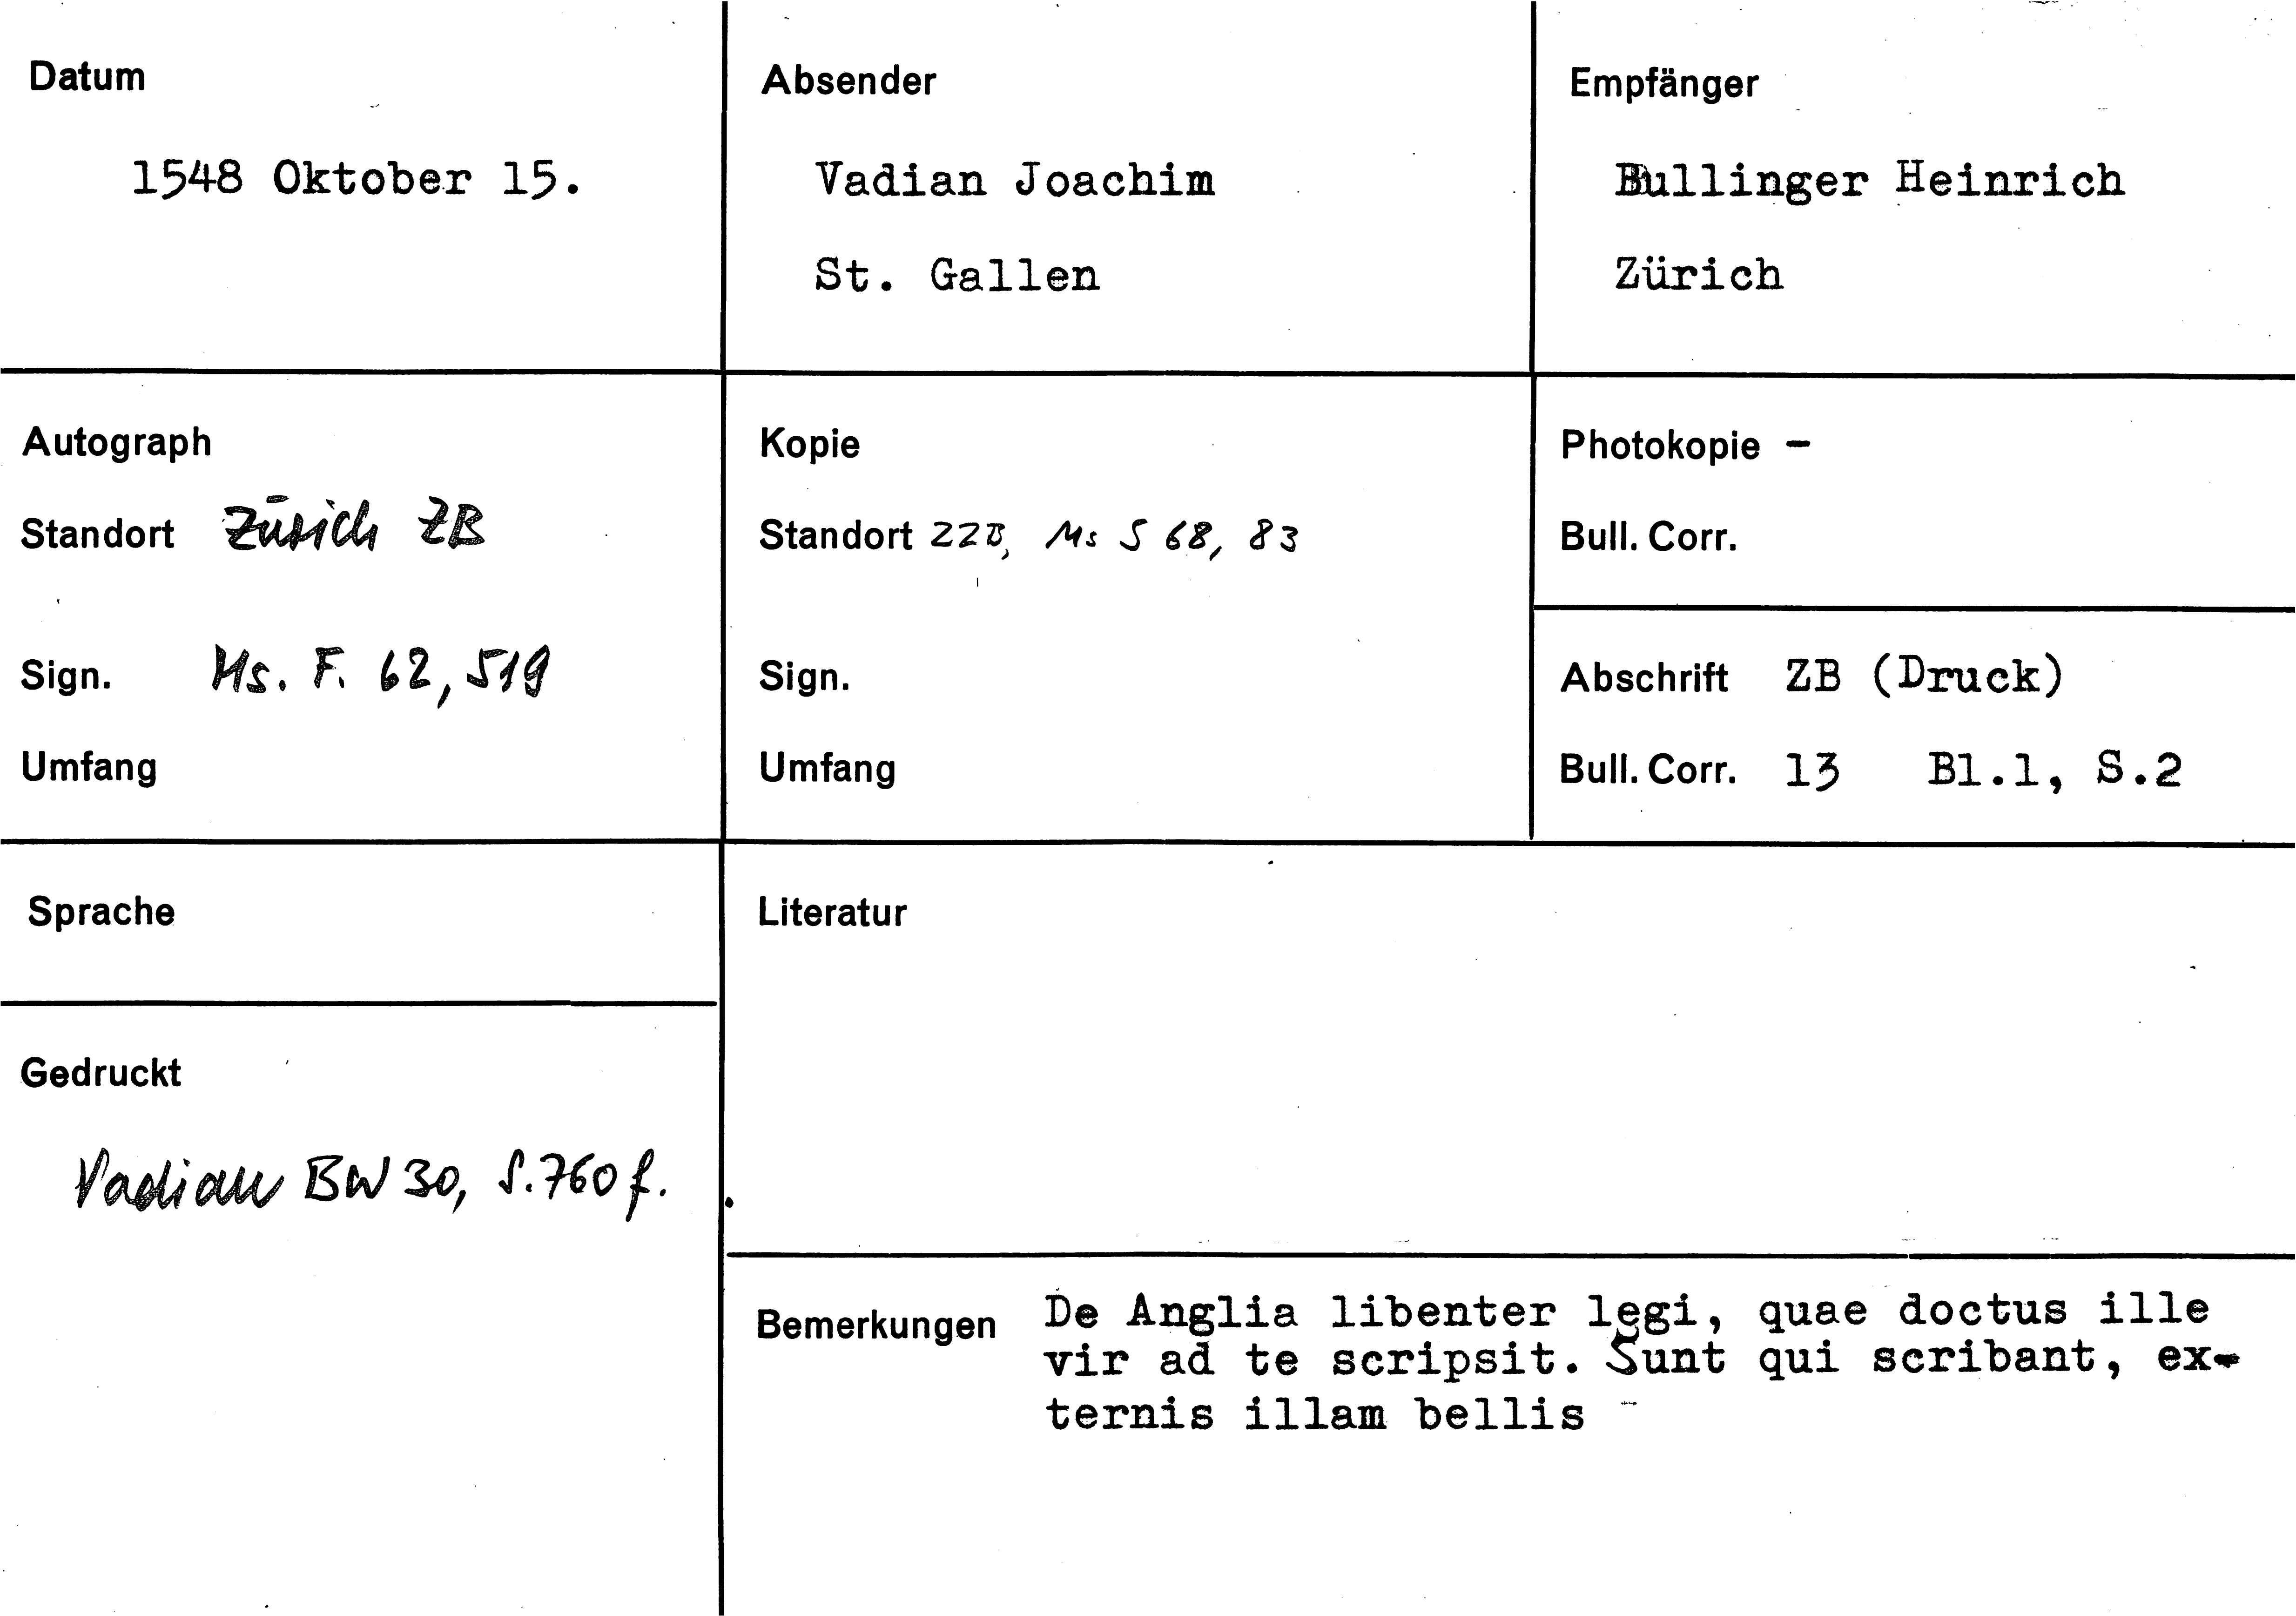 Datum
1548 Oktober 15.
Absender
Vadian Joachim
St. Gallen
Empfänger
Bullinger Heinrich
Zürich
Autograph
Standort Zürich ZB
Sign. Ms. F. 62, 519
Umfang
Kopie
Standort ZZB, Ms S 68, 83
Sign.
Umfang
Photokopie –
Bull. Corr.
Abschrift ZB (Druck)
Bull. Corr. 13 Bl.1, S.2
Sprache
Gedruckt
Vadian BW 30, S. 760 f.
Literatur
Bemerkungen De Anglia libenter legi, quae doctus ille
vir ad te scripsit. Sunt qui scribant, ex-
ternis illam bellis